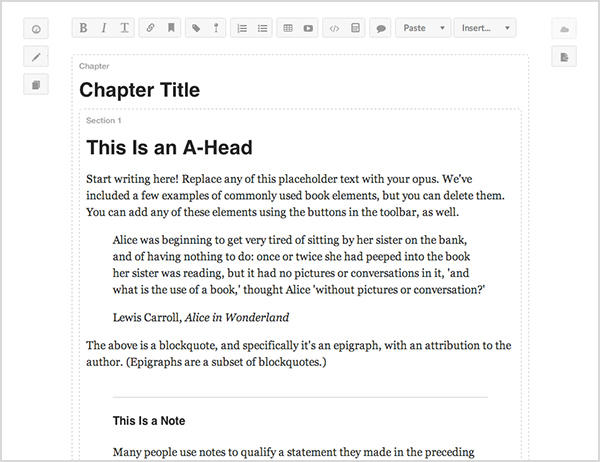 B I T Paste Insert...
Chapter
Chapter Title
Section 1
This Is an A-Head
Start writing here! Replace any of this placeholder text with your opus. We've
included a few examples of commonly used book elements, but you can delete them.
You can add any of these elements using the buttons in the toolbar, as well.
Alice was beginning to get very tired of sitting by her sister on the bank,
and of having nothing to do: once or twice she had peeped into the book
her sister was reading, but it had no pictures or conversations in it, 'and
what is the use of a book,' thought Alice 'without pictures or conversation?'
Lewis Carroll, Alice in Wonderland
The above is a blockquote, and specifically it's an epigraph, with an attribution to the
author. (Epigraphs are a subset of blockquotes.)
This Is a Note
Many people use notes to qualify a statement they made in the preceding